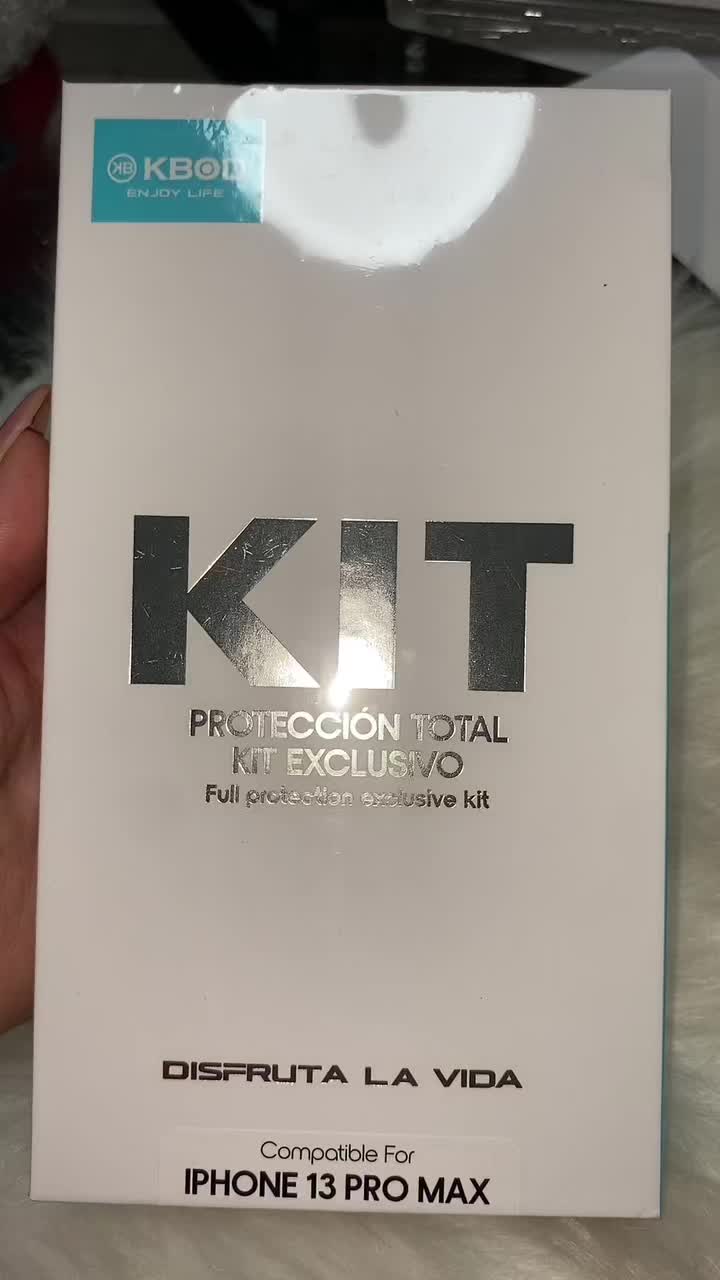 KB KBOD
ENJOY LIFE
KIT
PROTECCIÓN TOTAL
KIT EXCLUSIVO
Full protection exclusive kit
DISFRUTA LA VIDA
Compatible For
IPHONE 13 PRO MAX